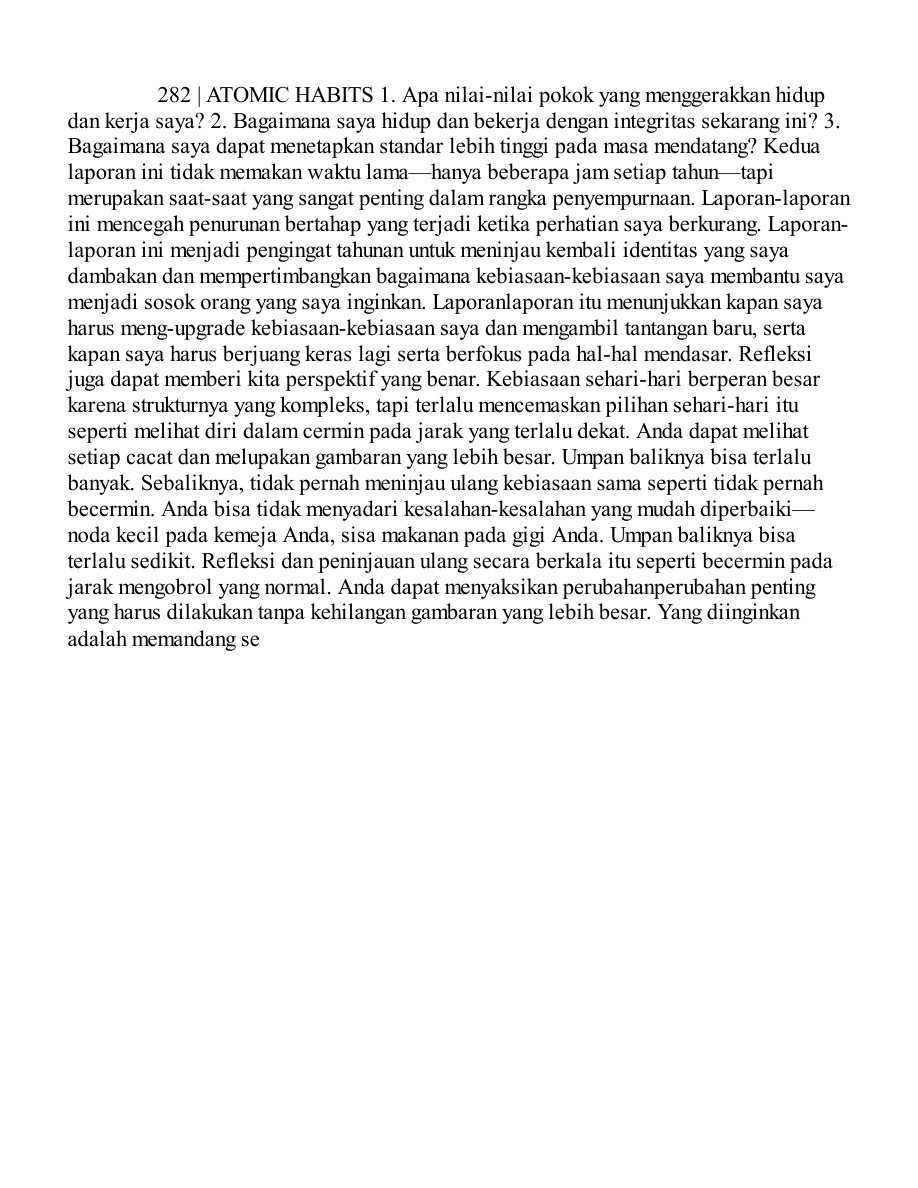 282 | ATOMIC HABITS 1. Apa nilai-nilai pokok yang menggerakkan hidup
dan kerja saya? 2. Bagaimana saya hidup dan bekerja dengan integritas sekarang ini? 3.
Bagaimana saya dapat menetapkan standar lebih tinggi pada masa mendatang? Kedua
laporan ini tidak memakan waktu lama—hanya beberapa jam setiap tahun—tapi
merupakan saat-saat yang sangat penting dalam rangka penyempurnaan. Laporan-laporan
ini mencegah penurunan bertahap yang terjadi ketika perhatian saya berkurang. Laporan-
laporan ini menjadi pengingat tahunan untuk meninjau kembali identitas yang saya
dambakan dan mempertimbangkan bagaimana kebiasaan-kebiasaan saya membantu saya
menjadi sosok orang yang saya inginkan. Laporanlaporan itu menunjukkan kapan saya
harus meng-upgrade kebiasaan-kebiasaan saya dan mengambil tantangan baru, serta
kapan saya harus berjuang keras lagi serta berfokus pada hal-hal mendasar. Refleksi
juga dapat memberi kita perspektif yang benar. Kebiasaan sehari-hari berperan besar
karena strukturnya yang kompleks, tapi terlalu mencemaskan pilihan sehari-hari itu
seperti melihat diri dalam cermin pada jarak yang terlalu dekat. Anda dapat melihat
setiap cacat dan melupakan gambaran yang lebih besar. Umpan baliknya bisa terlalu
banyak. Sebaliknya, tidak pernah meninjau ulang kebiasaan sama seperti tidak pernah
becermin. Anda bisa tidak menyadari kesalahan-kesalahan yang mudah diperbaiki—
noda kecil pada kemeja Anda, sisa makanan pada gigi Anda. Umpan baliknya bisa
terlalu sedikit. Refleksi dan peninjauan ulang secara berkala itu seperti becermin pada
jarak mengobrol yang normal. Anda dapat menyaksikan perubahanperubahan penting
yang harus dilakukan tanpa kehilangan gambaran yang lebih besar. Yang diinginkan
adalah memandang se